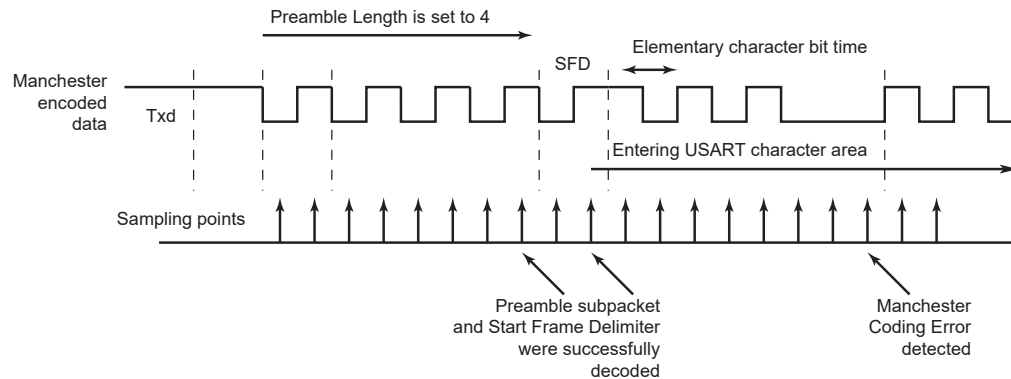 Preamble Length is set to 4
Elementary character bit time
SFD
Manchester
encoded
data
Txd
Entering USART character area
Sampling points
Preamble subpacket
and Start Frame Delimiter
were successfully
decoded
Manchester
Coding Error
detected